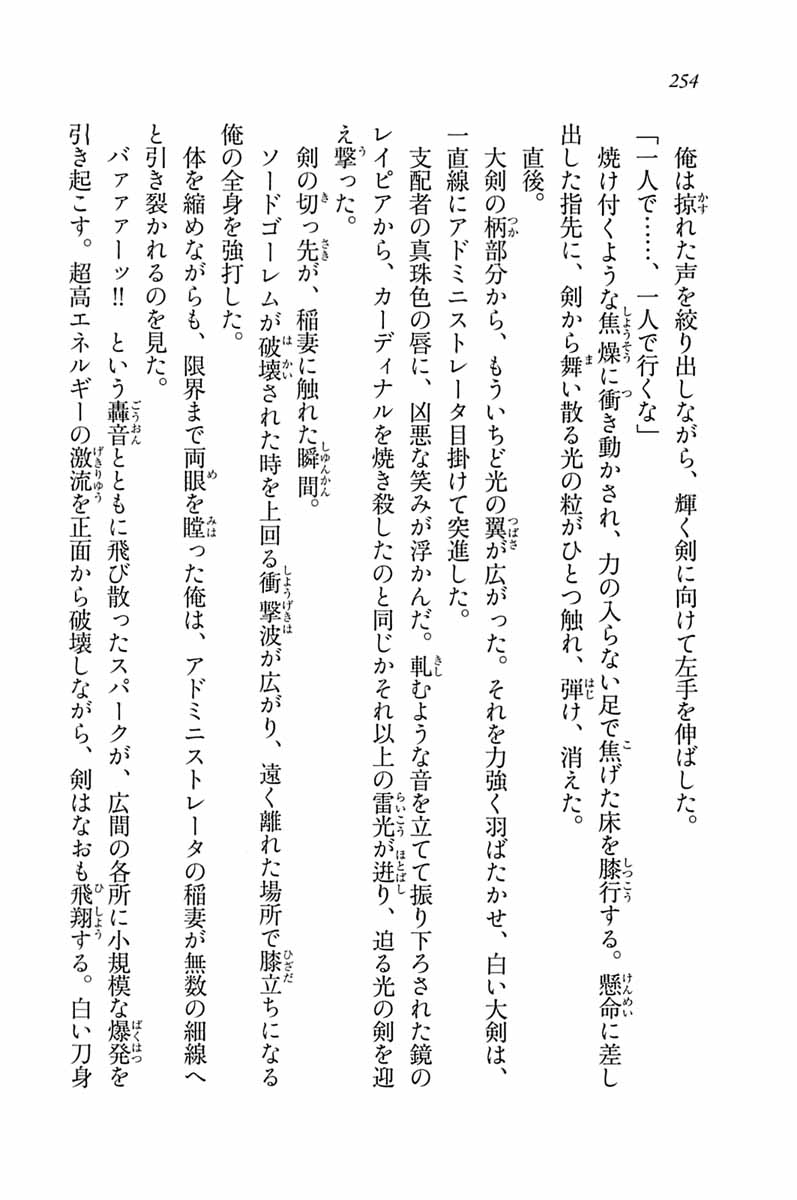 254
俺は掠れた声を絞り出しながら、輝く剣に向けて左手を伸ばした。
「一人で……、一人で行くな」
焼け付くような焦燥に衝き動かされ、力の入らない足で焦げた床を膝行する。懸命に差し
出した指先に、剣から舞い散る光の粒がひとつ触れ、弾け、消えた。
直後。
大剣の柄部分から、もういちど光の翼が広がった。それを力強く羽ばたかせ、白い大剣は、
一直線にアドミニストレータ目掛けて突進した。
支配者の真珠色の唇に、凶悪な笑みが浮かんだ。軋むような音を立てて振り下ろされた鏡の
レイピアから、カーディナルを焼き殺したのと同じかそれ以上の雷光が迸り、迫る光の剣を迎
え撃った。
剣の切っ先が、稲妻に触れた瞬間。
ソードゴーレムが破壊された時を上回る衝撃波が広がり、遠く離れた場所で膝立ちになる
俺の全身を強打した。
体を縮めながらも、限界まで両眼を瞠った俺は、アドミニストレータの稲妻が無数の細線へ
と引き裂かれるのを見た。
バァァァーッ!! という轟音とともに飛び散ったスパークが、広間の各所に小規模な爆発を
引き起こす。超高エネルギーの激流を正面から破壊しながら、剣はなおも飛翔する。白い刀身